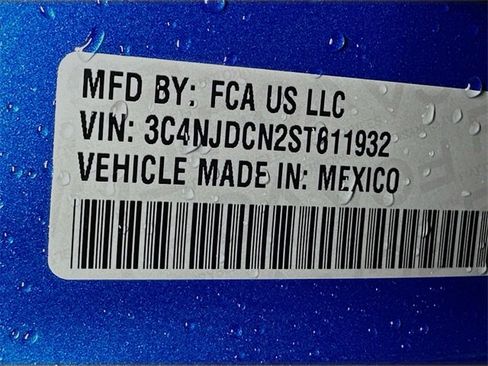 MFD BY: FCA US LLC
VIN: 3C4NJDCN2ST611932
VEHICLE MADE IN: MEXICO